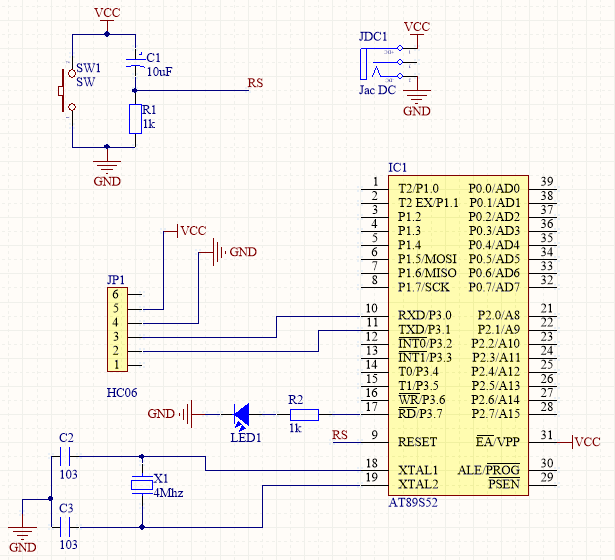 VCC
C1
10uF
SW1
SW
RS
R1
1k
GND
JDC1
VCC
Jac DC
GND
IC1
1 T2/P1.0 P0.0/AD0 39
2 T2 EX/P1.1 P0.1/AD1 38
3 P1.2 P0.2/AD2 37
4 P1.3 P0.3/AD3 36
5 P1.4 P0.4/AD4 35
6 P1.5/MOSI P0.5/AD5 34
7 P1.6/MISO P0.6/AD6 33
8 P1.7/SCK P0.7/AD7 32
10 RXD/P3.0 P2.0/A8 21
11 TXD/P3.1 P2.1/A9 22
12 INT0/P3.2 P2.2/A10 23
13 INT1/P3.3 P2.3/A11 24
14 T0/P3.4 P2.4/A12 25
15 T1/P3.5 P2.5/A13 26
16 WR/P3.6 P2.6/A14 27
17 RD/P3.7 P2.7/A15 28
9 RESET EA/VPP 31 VCC
18 XTAL1 ALE/PROG 30
19 XTAL2 PSEN 29
AT89S52
VCC
GND
JP1
6
5
4
3
2
1
HC06
GND
LED1
R2
1k
RS
C2
103
X1
4Mhz
C3
103
GND